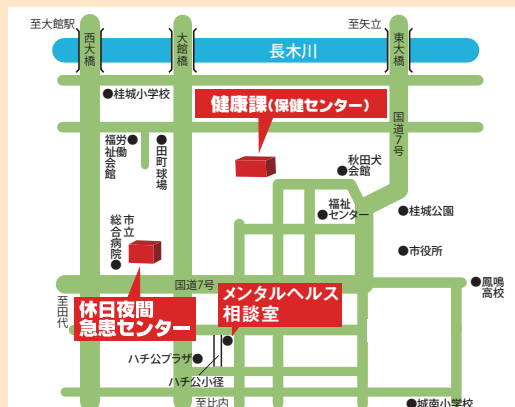 至大館駅
至矢立
西大橋
大館橋
東大橋
長木川
桂城小学校
健康課(保健センター)
国道7号
労働
福祉会館
田町球場
秋田犬
会館
福祉
センター
桂城公園
市立
総合病院
市役所
国道7号
鳳鳴
高校
至田代
休日夜間
急患センター
メンタルヘルス
相談室
ハチ公プラザ
ハチ公小径
至比内
城南小学校